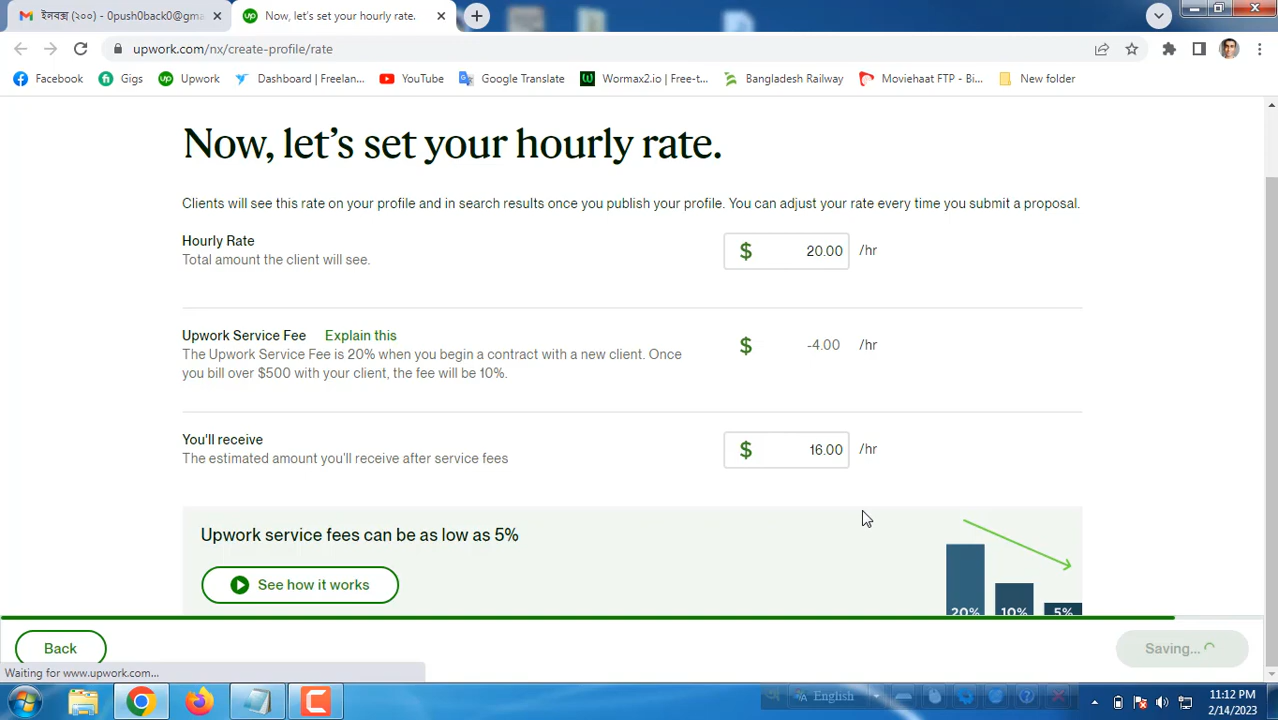 ইনবক্স (২০০) - 0push0back0@gma
Now, let's set your hourly rate.
upwork.com/nx/create-profile/rate
Facebook
Gigs
Upwork
Dashboard | Freelan...
YouTube
Google Translate
Wormax2.io | Free-t...
Bangladesh Railway
Moviehaat FTP - Bi...
New folder
Now, let's set your hourly rate.
Clients will see this rate on your profile and in search results once you publish your profile. You can adjust your rate every time you submit a proposal.
Hourly Rate
Total amount the client will see.
$ 20.00 /hr
Upwork Service Fee Explain this
The Upwork Service Fee is 20% when you begin a contract with a new client. Once
you bill over $500 with your client, the fee will be 10%.
$ -4.00 /hr
You'll receive
The estimated amount you'll receive after service fees
$ 16.00 /hr
Upwork service fees can be as low as 5%
See how it works
20% 10% 5%
Back
Saving...
Waiting for www.upwork.com...
English
11:12 PM
2/14/2023